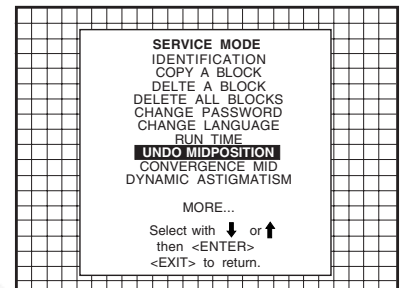 SERVICE MODE
IDENTIFICATION
COPY A BLOCK
DELTE A BLOCK
DELETE ALL BLOCKS
CHANGE PASSWORD
CHANGE LANGUAGE
RUN TIME
UNDO MIDPOSITION
CONVERGENCE MID
DYNAMIC ASTIGMATISM
MORE...
Select with ⬇ or ⬆
then <ENTER>
<EXIT> to return.